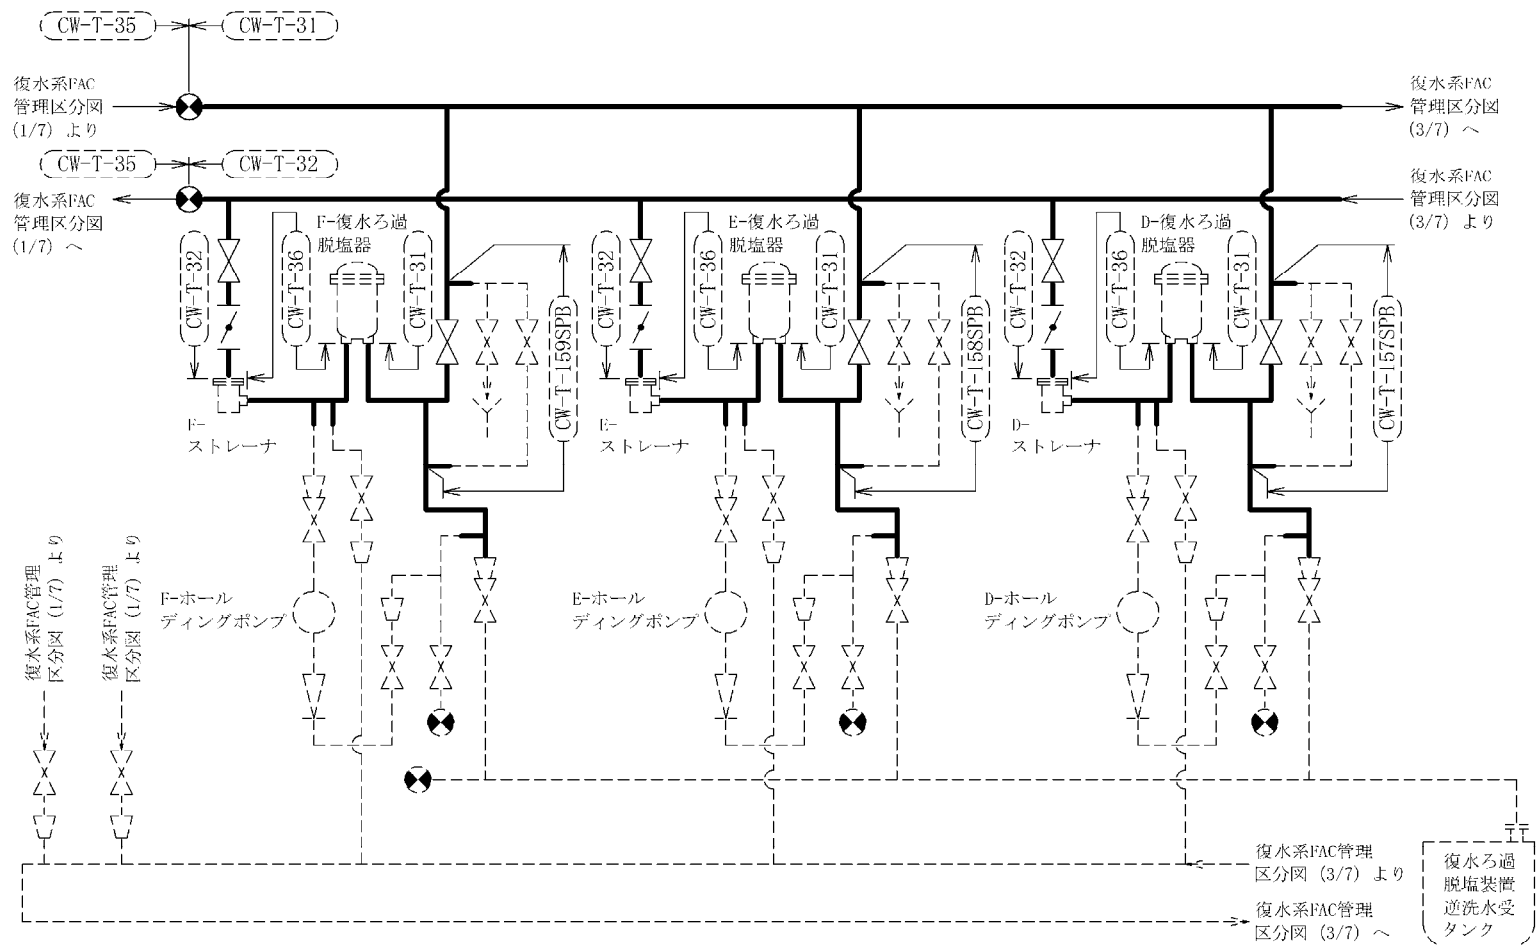 CW-T-35
CW-T-31
復水系FAC
管理区分図
(1/7) より
復水系FAC
管理区分図
(3/7) へ
CW-T-35
CW-T-32
復水系FAC
管理区分図
(1/7) へ
復水系FAC
管理区分図
(3/7) より
CW-T-32
CW-T-36
F-復水ろ過
脱塩器
CW-T-31
CW-T-159SPB
F-
ストレーナ
CW-T-32
CW-T-36
E-復水ろ過
脱塩器
CW-T-31
CW-T-158SPB
E-
ストレーナ
CW-T-32
CW-T-36
D-復水ろ過
脱塩器
CW-T-31
CW-T-157SPB
D-
ストレーナ
復水系FAC管理
区分図 (1/7) より
復水系FAC管理
区分図 (1/7) より
F-ホール
ディングポンプ
E-ホール
ディングポンプ
D-ホール
ディングポンプ
復水系FAC管理
区分図 (3/7) より
復水系FAC管理
区分図 (3/7) へ
復水ろ過
脱塩装置
逆洗水受
タンク